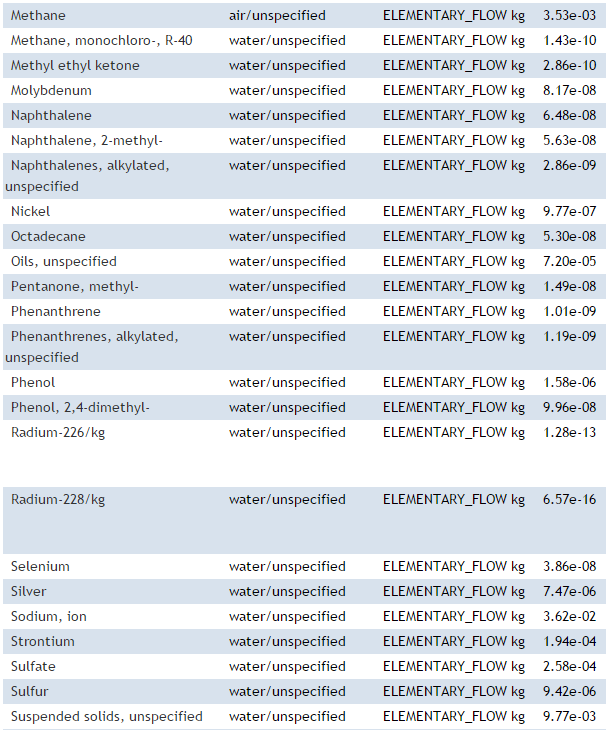 Methane air/unspecified ELEMENTARY_FLOW kg 3.53e-03
Methane, monochloro-, R-40 water/unspecified ELEMENTARY_FLOW kg 1.43e-10
Methyl ethyl ketone water/unspecified ELEMENTARY_FLOW kg 2.86e-10
Molybdenum water/unspecified ELEMENTARY_FLOW kg 8.17e-08
Naphthalene water/unspecified ELEMENTARY_FLOW kg 6.48e-08
Naphthalene, 2-methyl- water/unspecified ELEMENTARY_FLOW kg 5.63e-08
Naphthalenes, alkylated, water/unspecified ELEMENTARY_FLOW kg 2.86e-09
unspecified
Nickel water/unspecified ELEMENTARY_FLOW kg 9.77e-07
Octadecane water/unspecified ELEMENTARY_FLOW kg 5.30e-08
Oils, unspecified water/unspecified ELEMENTARY_FLOW kg 7.20e-05
Pentanone, methyl- water/unspecified ELEMENTARY_FLOW kg 1.49e-08
Phenanthrene water/unspecified ELEMENTARY_FLOW kg 1.01e-09
Phenanthrenes, alkylated, water/unspecified ELEMENTARY_FLOW kg 1.19e-09
unspecified
Phenol water/unspecified ELEMENTARY_FLOW kg 1.58e-06
Phenol, 2,4-dimethyl- water/unspecified ELEMENTARY_FLOW kg 9.96e-08
Radium-226/kg water/unspecified ELEMENTARY_FLOW kg 1.28e-13
Radium-228/kg water/unspecified ELEMENTARY_FLOW kg 6.57e-16
Selenium water/unspecified ELEMENTARY_FLOW kg 3.86e-08
Silver water/unspecified ELEMENTARY_FLOW kg 7.47e-06
Sodium, ion water/unspecified ELEMENTARY_FLOW kg 3.62e-02
Strontium water/unspecified ELEMENTARY_FLOW kg 1.94e-04
Sulfate water/unspecified ELEMENTARY_FLOW kg 2.58e-04
Sulfur water/unspecified ELEMENTARY_FLOW kg 9.42e-06
Suspended solids, unspecified water/unspecified ELEMENTARY_FLOW kg 9.77e-03